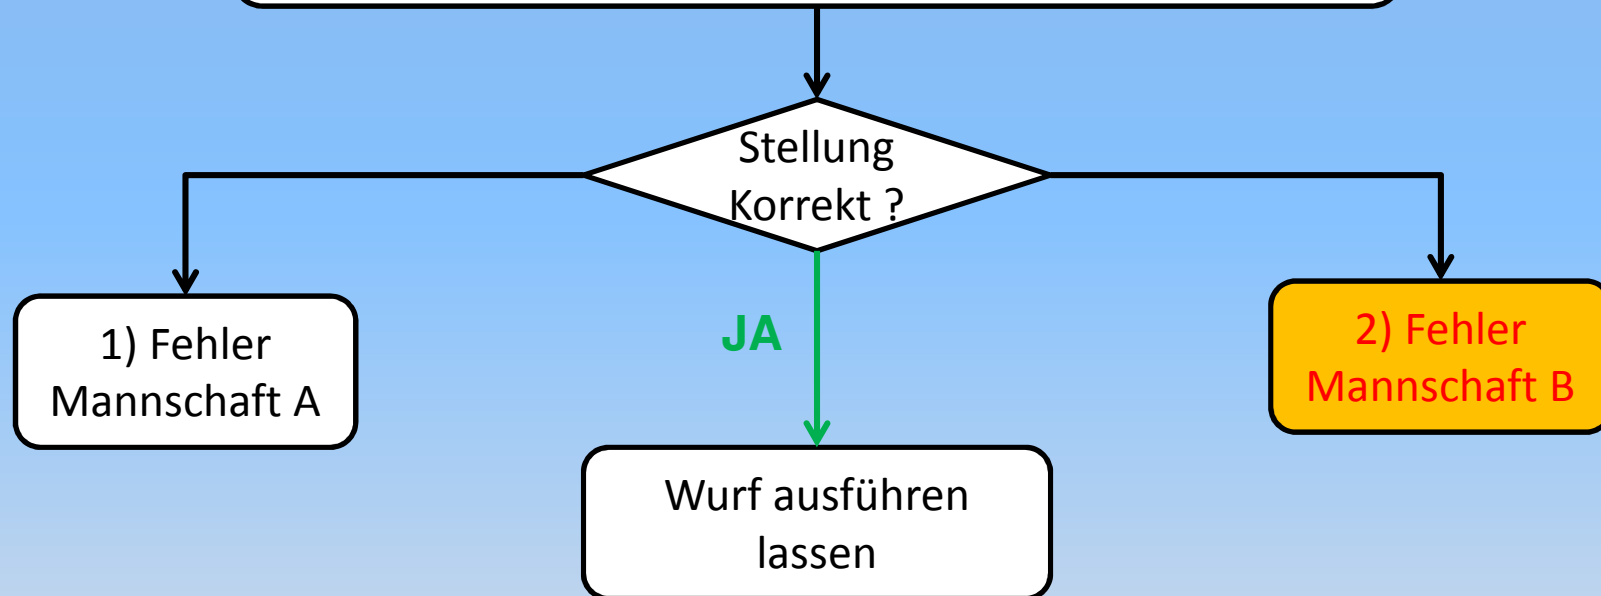 Stellung
Korrekt ?
1) Fehler
Mannschaft A
JA
2) Fehler
Mannschaft B
Wurf ausführen
lassen